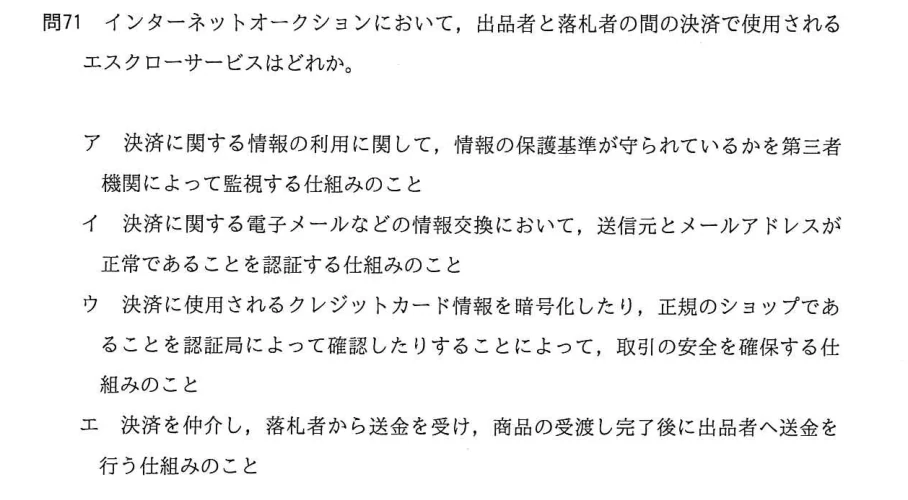 問71 インターネットオークションにおいて，出品者と落札者の間の決済で使用される
エスクローサービスはどれか。
ア 決済に関する情報の利用に関して，情報の保護基準が守られているかを第三者
機関によって監視する仕組みのこと
イ 決済に関する電子メールなどの情報交換において，送信元とメールアドレスが
正常であることを認証する仕組みのこと
ウ 決済に使用されるクレジットカード情報を暗号化したり，正規のショップであ
ることを認証局によって確認したりすることによって，取引の安全を確保する仕
組みのこと
エ 決済を仲介し，落札者から送金を受け，商品の受渡し完了後に出品者へ送金を
行う仕組みのこと